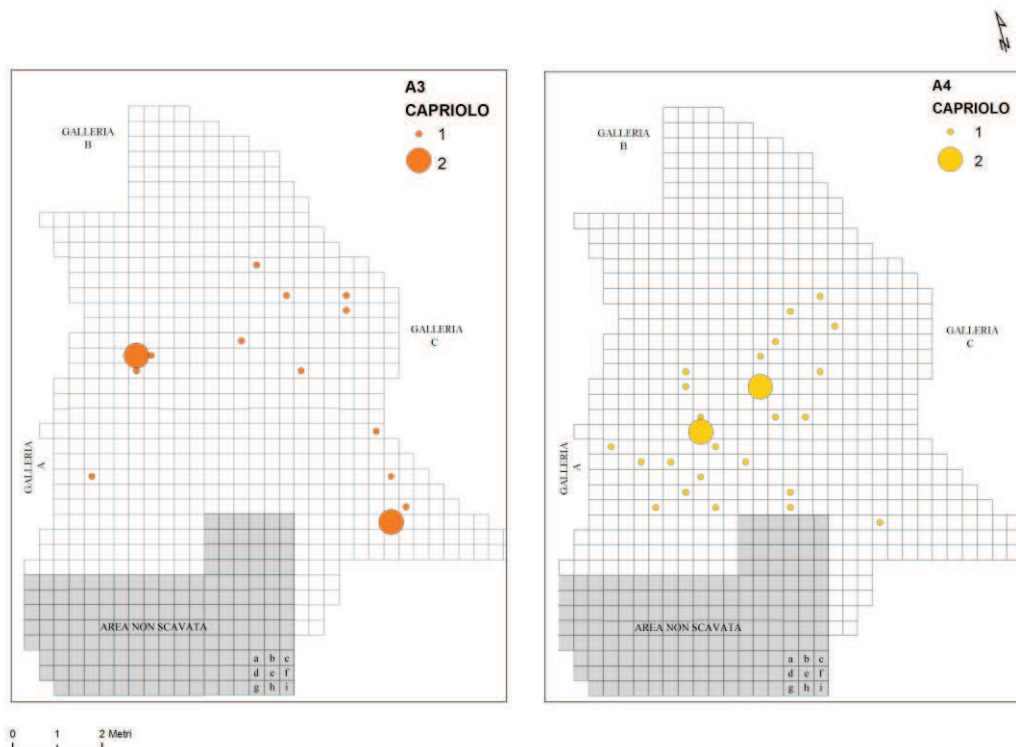 A3
CAPRIOLO
1
2
GALLERIA
B
GALLERIA
C
GALLERIA
A
AREA NON SCAVATA
a b c
d e f
g h i
A4
CAPRIOLO
1
2
GALLERIA
B
GALLERIA
C
GALLERIA
A
AREA NON SCAVATA
a b c
d e f
g h i
N
0 1 2 Metri